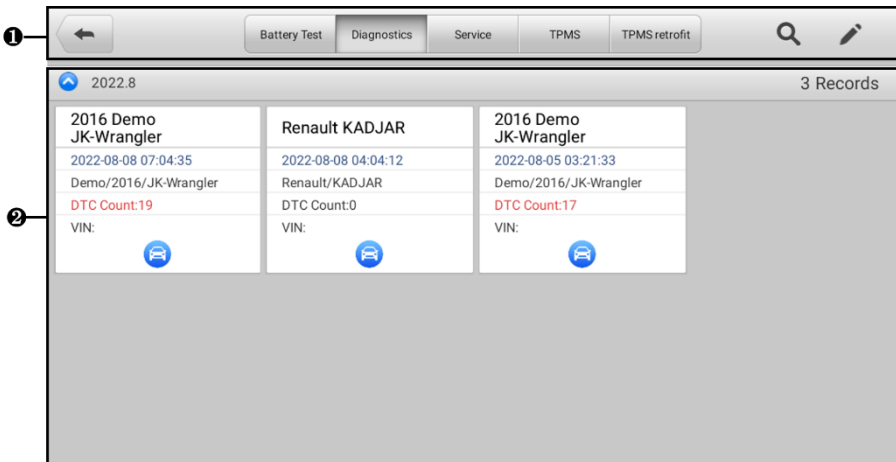 ❶
Battery Test Diagnostics Service TPMS TPMS retrofit
2022.8 3 Records
2016 Demo
JK-Wrangler
2022-08-08 07:04:35
Demo/2016/JK-Wrangler
DTC Count:19
VIN:
Renault KADJAR
2022-08-08 04:04:12
Renault/KADJAR
DTC Count:0
VIN:
2016 Demo
JK-Wrangler
2022-08-05 03:21:33
Demo/2016/JK-Wrangler
DTC Count:17
VIN:
❷